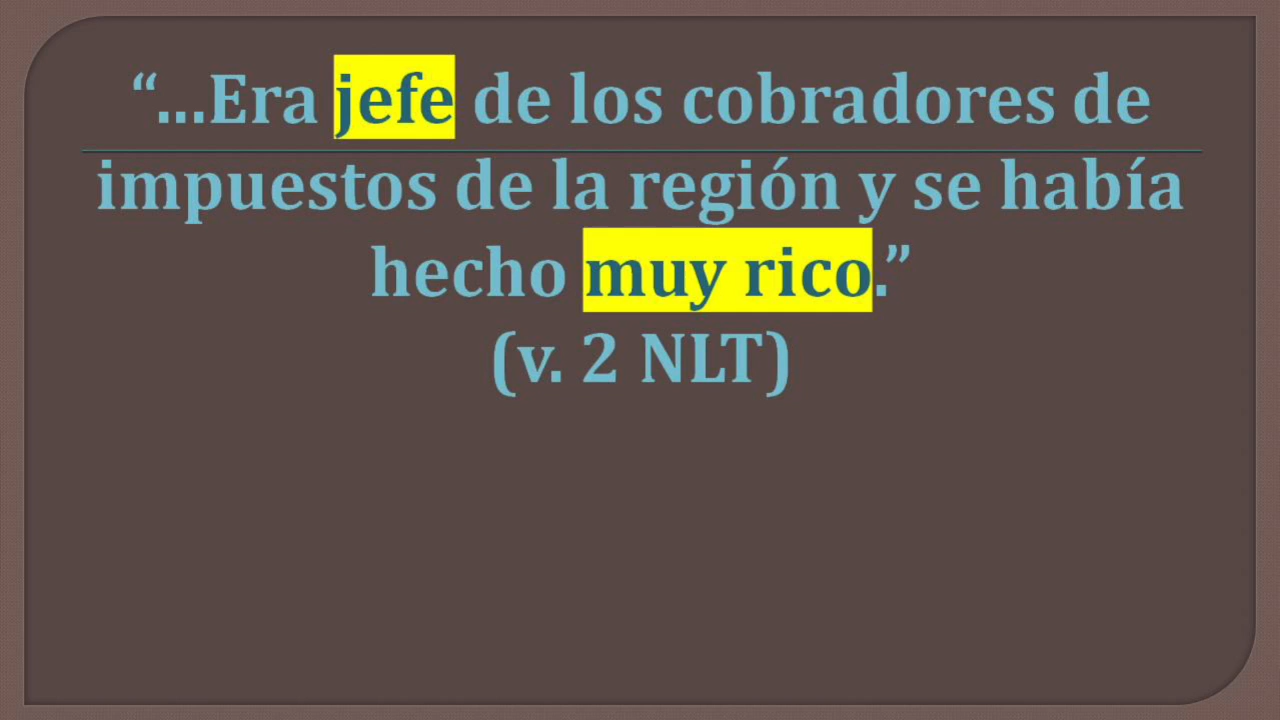 “...Era jefe de los cobradores de
impuestos de la región y se había
hecho muy rico.”
(v. 2 NLT)